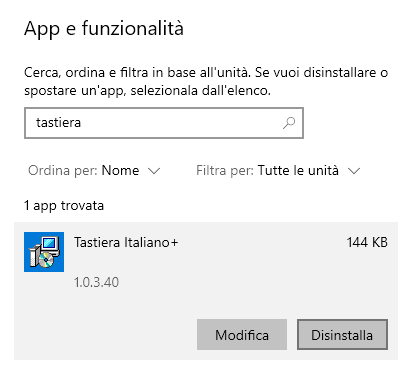 App e funzionalità
Cerca, ordina e filtra in base all'unità. Se vuoi disinstallare o
spostare un'app, selezionala dall'elenco.
tastiera
Ordina per: Nome Filtra per: Tutte le unità
1 app trovata
Tastiera Italiano+ 144 KB
1.0.3.40
Modifica Disinstalla